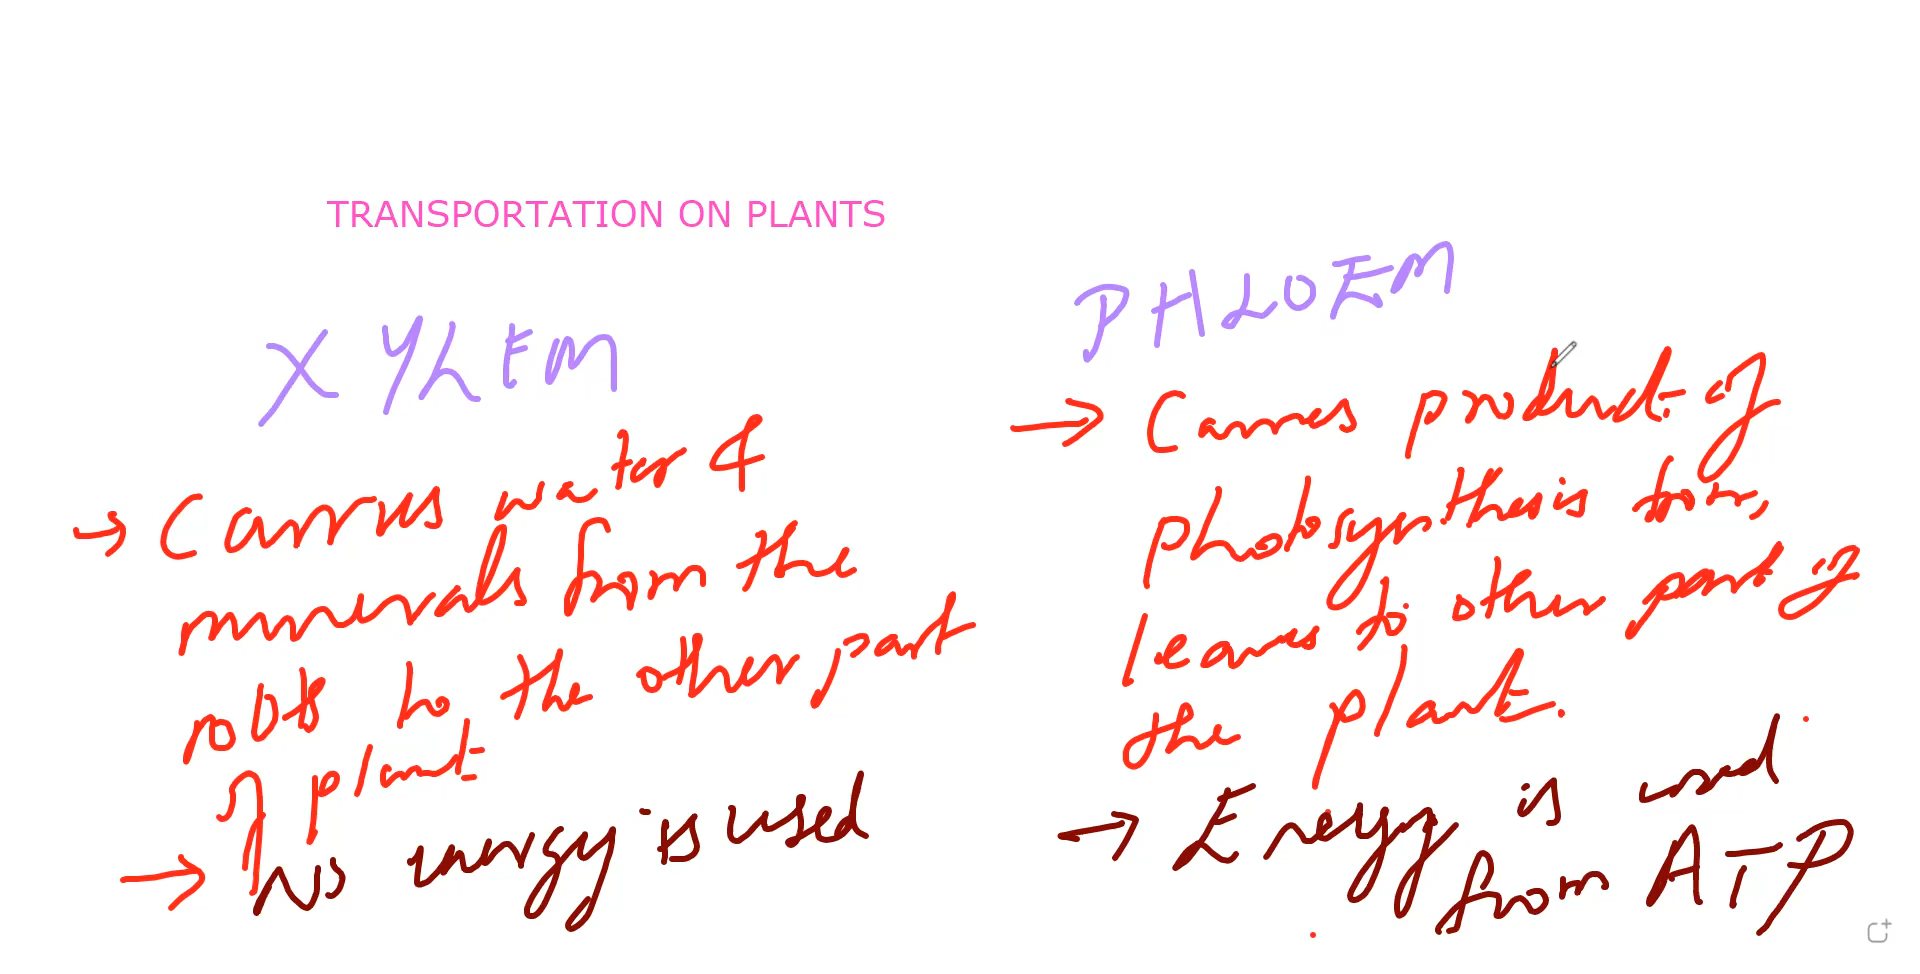 TRANSPORTATION ON PLANTS
XYLEM
→ Carries water &
minerals from the
roots to the other part
of plant
→ No energy is used
PHLOEM
→ Carries product of
photosynthesis from
leaves to other part of
the plant.
→ Energy is used
from ATP